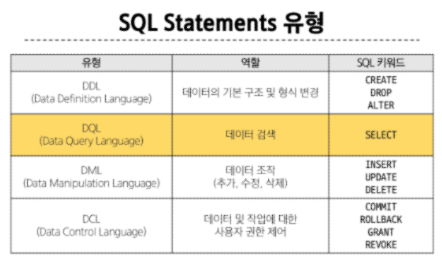 SQL Statements 유형
유형 역할 SQL 키워드
DDL
(Data Definition Language)
데이터의 기본 구조 및 형식 변경
CREATE
DROP
ALTER
DQL
(Data Query Language)
데이터 검색
SELECT
DML
(Data Manipulation Language)
데이터 조작
(추가, 수정, 삭제)
INSERT
UPDATE
DELETE
DCL
(Data Control Language)
데이터 및 작업에 대한
사용자 권한 제어
COMMIT
ROLLBACK
GRANT
REVOKE